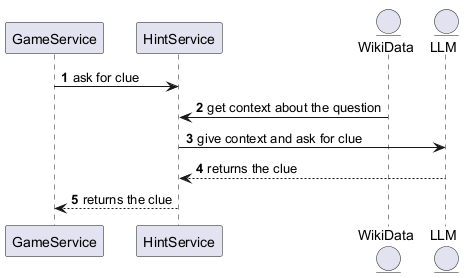 GameService HintService WikiData LLM
1 ask for clue
2 get context about the question
3 give context and ask for clue
4 returns the clue
5 returns the clue
GameService HintService WikiData LLM